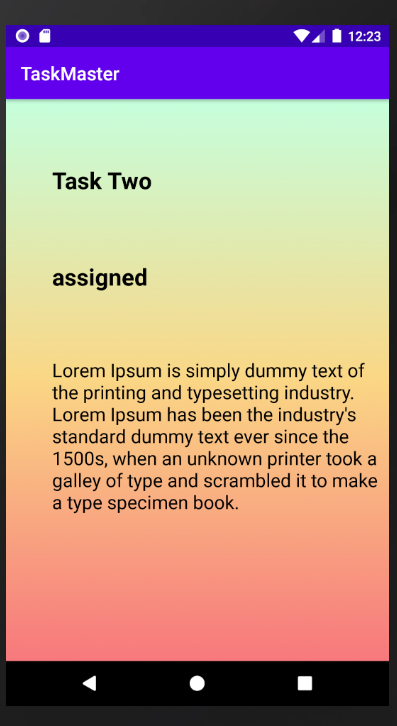 12:23
TaskMaster
Task Two
assigned
Lorem Ipsum is simply dummy text of
the printing and typesetting industry.
Lorem Ipsum has been the industry's
standard dummy text ever since the
1500s, when an unknown printer took a
galley of type and scrambled it to make
a type specimen book.